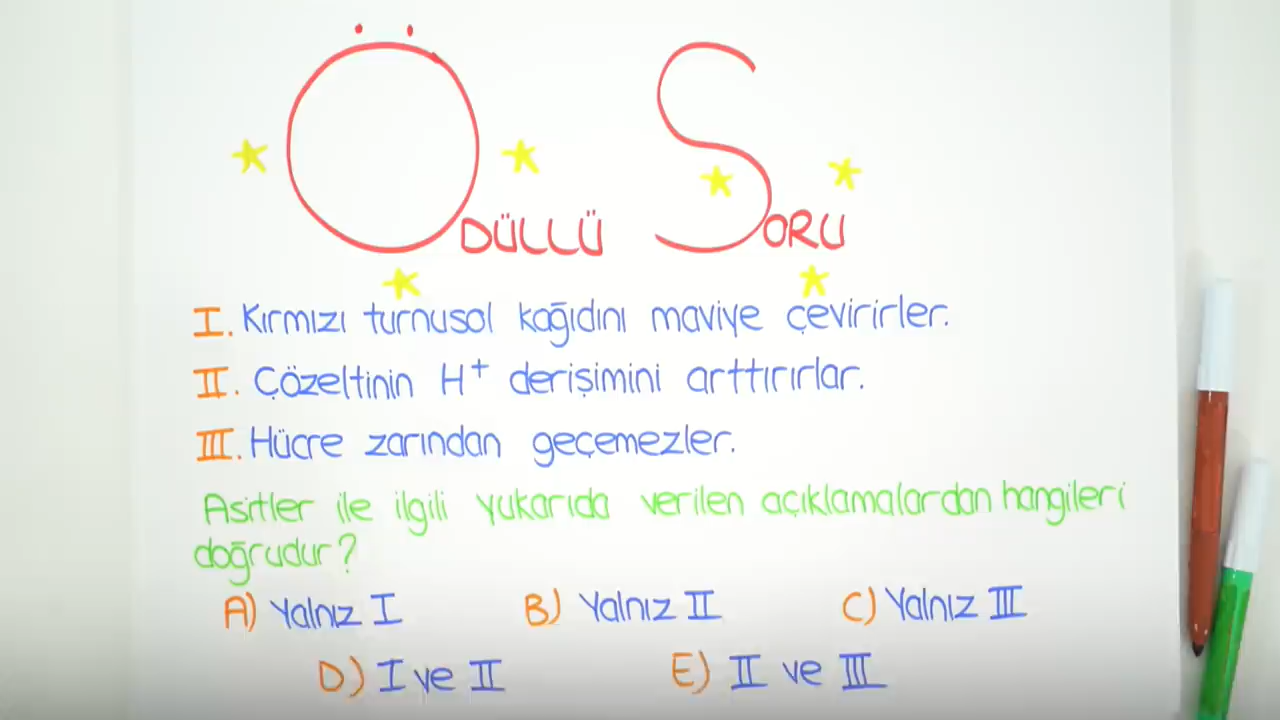 ÖDÜLLÜ SORU
I. Kırmızı turnusol kağıdını maviye çevirirler.
II. Çözeltinin H⁺ derişimini arttırırlar.
III. Hücre zarından geçemezler.
Asitler ile ilgili yukarıda verilen açıklamalardan hangileri
doğrudur?
A) Yalnız I B) Yalnız II C) Yalnız III
D) I ve II E) II ve III